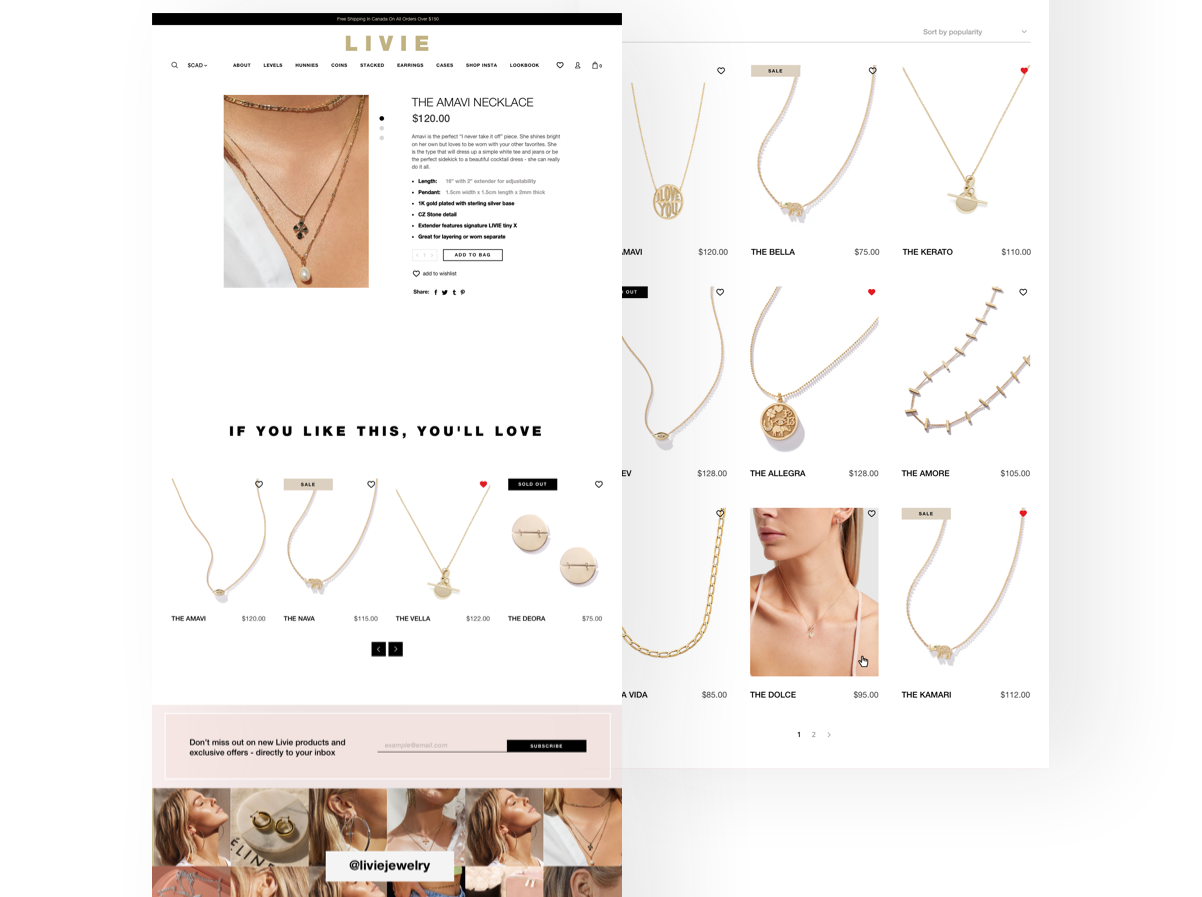 Free Shipping in Canada On All Orders Over $150
LIVIE
$CAD
ABOUT LEVELS HUNNIES COINS STACKED EARRINGS CASES SHOP INSTA LOOKBOOK
0
THE AMAVI NECKLACE
$120.00
Amavi is the perfect "I never take it off" piece. She shines bright
on her own but loves to be worn with your other favorites. She
is the type that will dress up a simple white tee and jeans or be
the perfect sidekick to a beautiful cocktail dress - she can really
do it all.
Length: 16" with 2" extender for adjustability
Pendant: 1.5cm width x 1.5cm length x 2mm thick
1K gold plated with sterling silver base
CZ Stone detail
Extender features signature LIVIE tiny X
Great for layering or worn separate
1
ADD TO BAG
add to wishlist
Share:
IF YOU LIKE THIS, YOU'LL LOVE
SALE
SOLD OUT
THE AMAVI $120.00
THE NAVA $115.00
THE VELLA $122.00
THE DEORA $75.00
Don't miss out on new Livie products and
exclusive offers - directly to your inbox
example@amail.com
SUBSCRIBE
ELIN
@liviejewelry
Sort by popularity
SALE
I LOVE
YOU
AMAVI $120.00
THE BELLA $75.00
THE KERATO $110.00
OUT
EV $128.00
THE ALLEGRA $128.00
THE AMORE $105.00
SALE
A VIDA $85.00
THE DOLCE $95.00
THE KAMARI $112.00
1 2